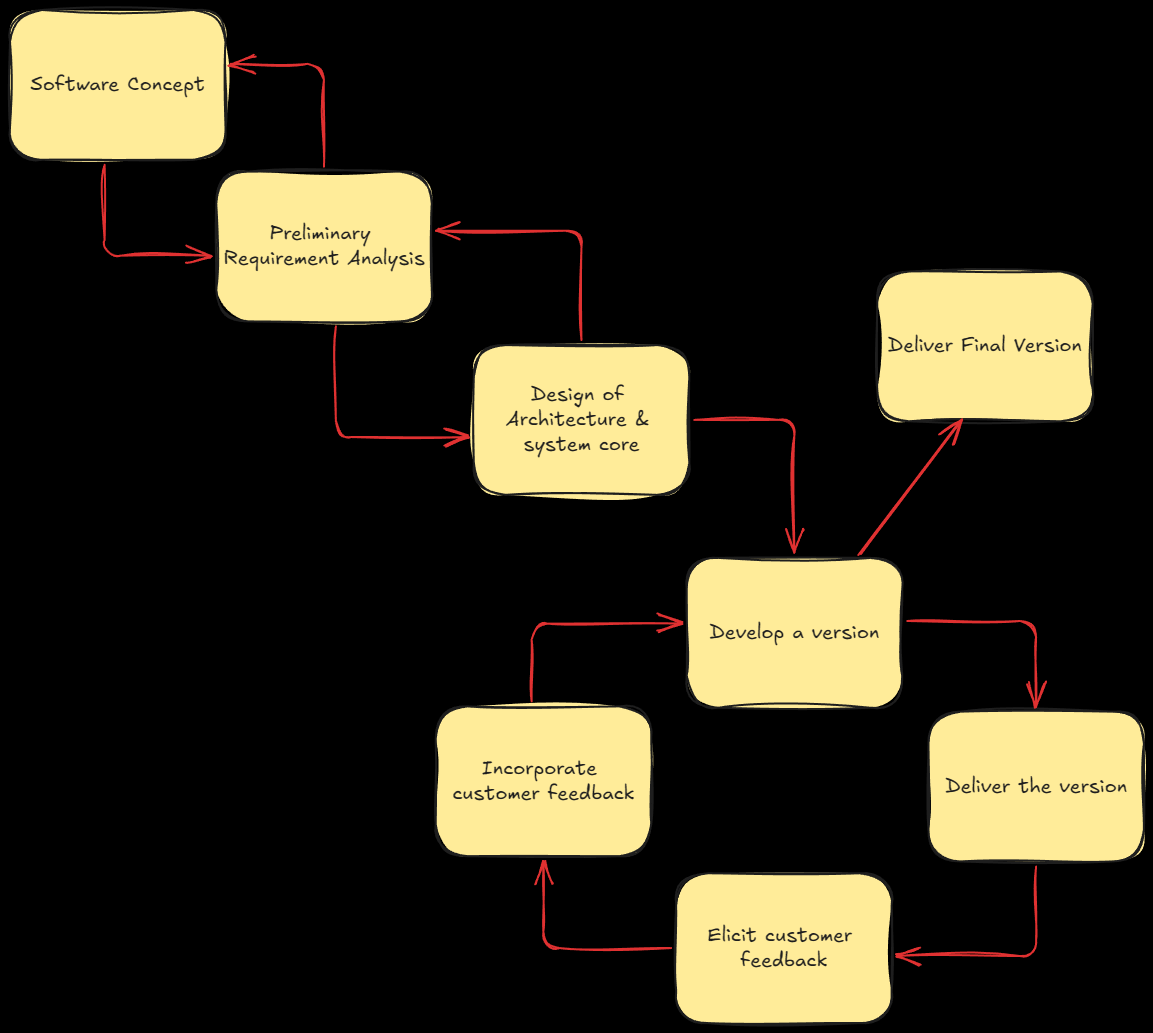 Software Concept
Preliminary
Requirement Analysis
Design of
Architecture &
system core
Deliver Final Version
Develop a version
Incorporate
customer feedback
Deliver the version
Elicit customer
feedback